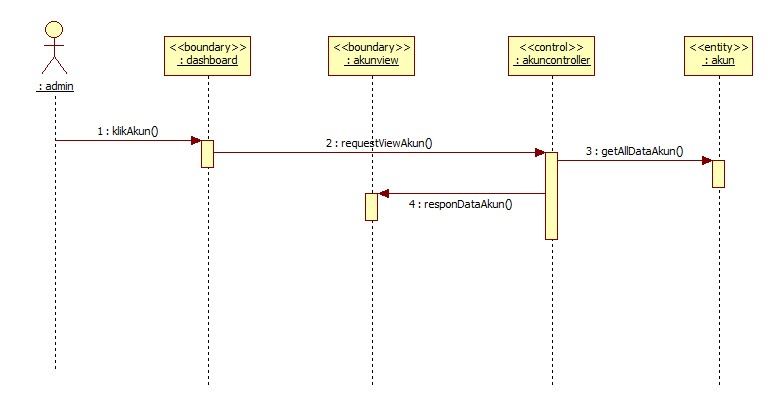 <<boundary>>
: dashboard
<<boundary>>
: akunview
<<control>>
: akuncontroller
<<entity>>
: akun
: admin
1 : klikAkun()
2 : requestViewAkun()
3 : getAllDataAkun()
4 : responDataAkun()